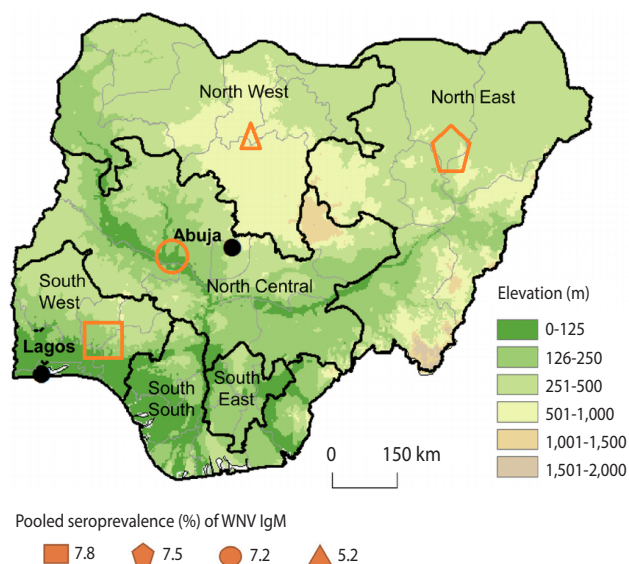 North West
North East
Abuja
North Central
South
West
Lagos
South
South
South
East
Elevation (m)
0-125
126-250
251-500
501-1,000
1,001-1,500
1,501-2,000
0 150 km
Pooled seroprevalence (%) of WNV IgM
7.8 7.5 7.2 5.2